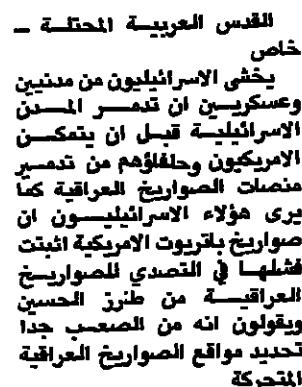 القدس العربية المحتلة ـ
خاص
يخشى الاسرائيليون من مدنيين
وعسكريين ان تدمر المدن
الاسرائيلية قبل ان يتمكن
الامريكيون وحلفاؤهم من تدمير
منصات الصواريخ العراقية كما
يرى هؤلاء الاسرائيليون ان
صواريخ باتريوت الامريكية اثبتت
فشلها في التصدي للصواريخ
العراقية من طرز الحسين
ويقولون انه من الصعب جدا
تحديد مواقع الصواريخ العراقية
المتحركة